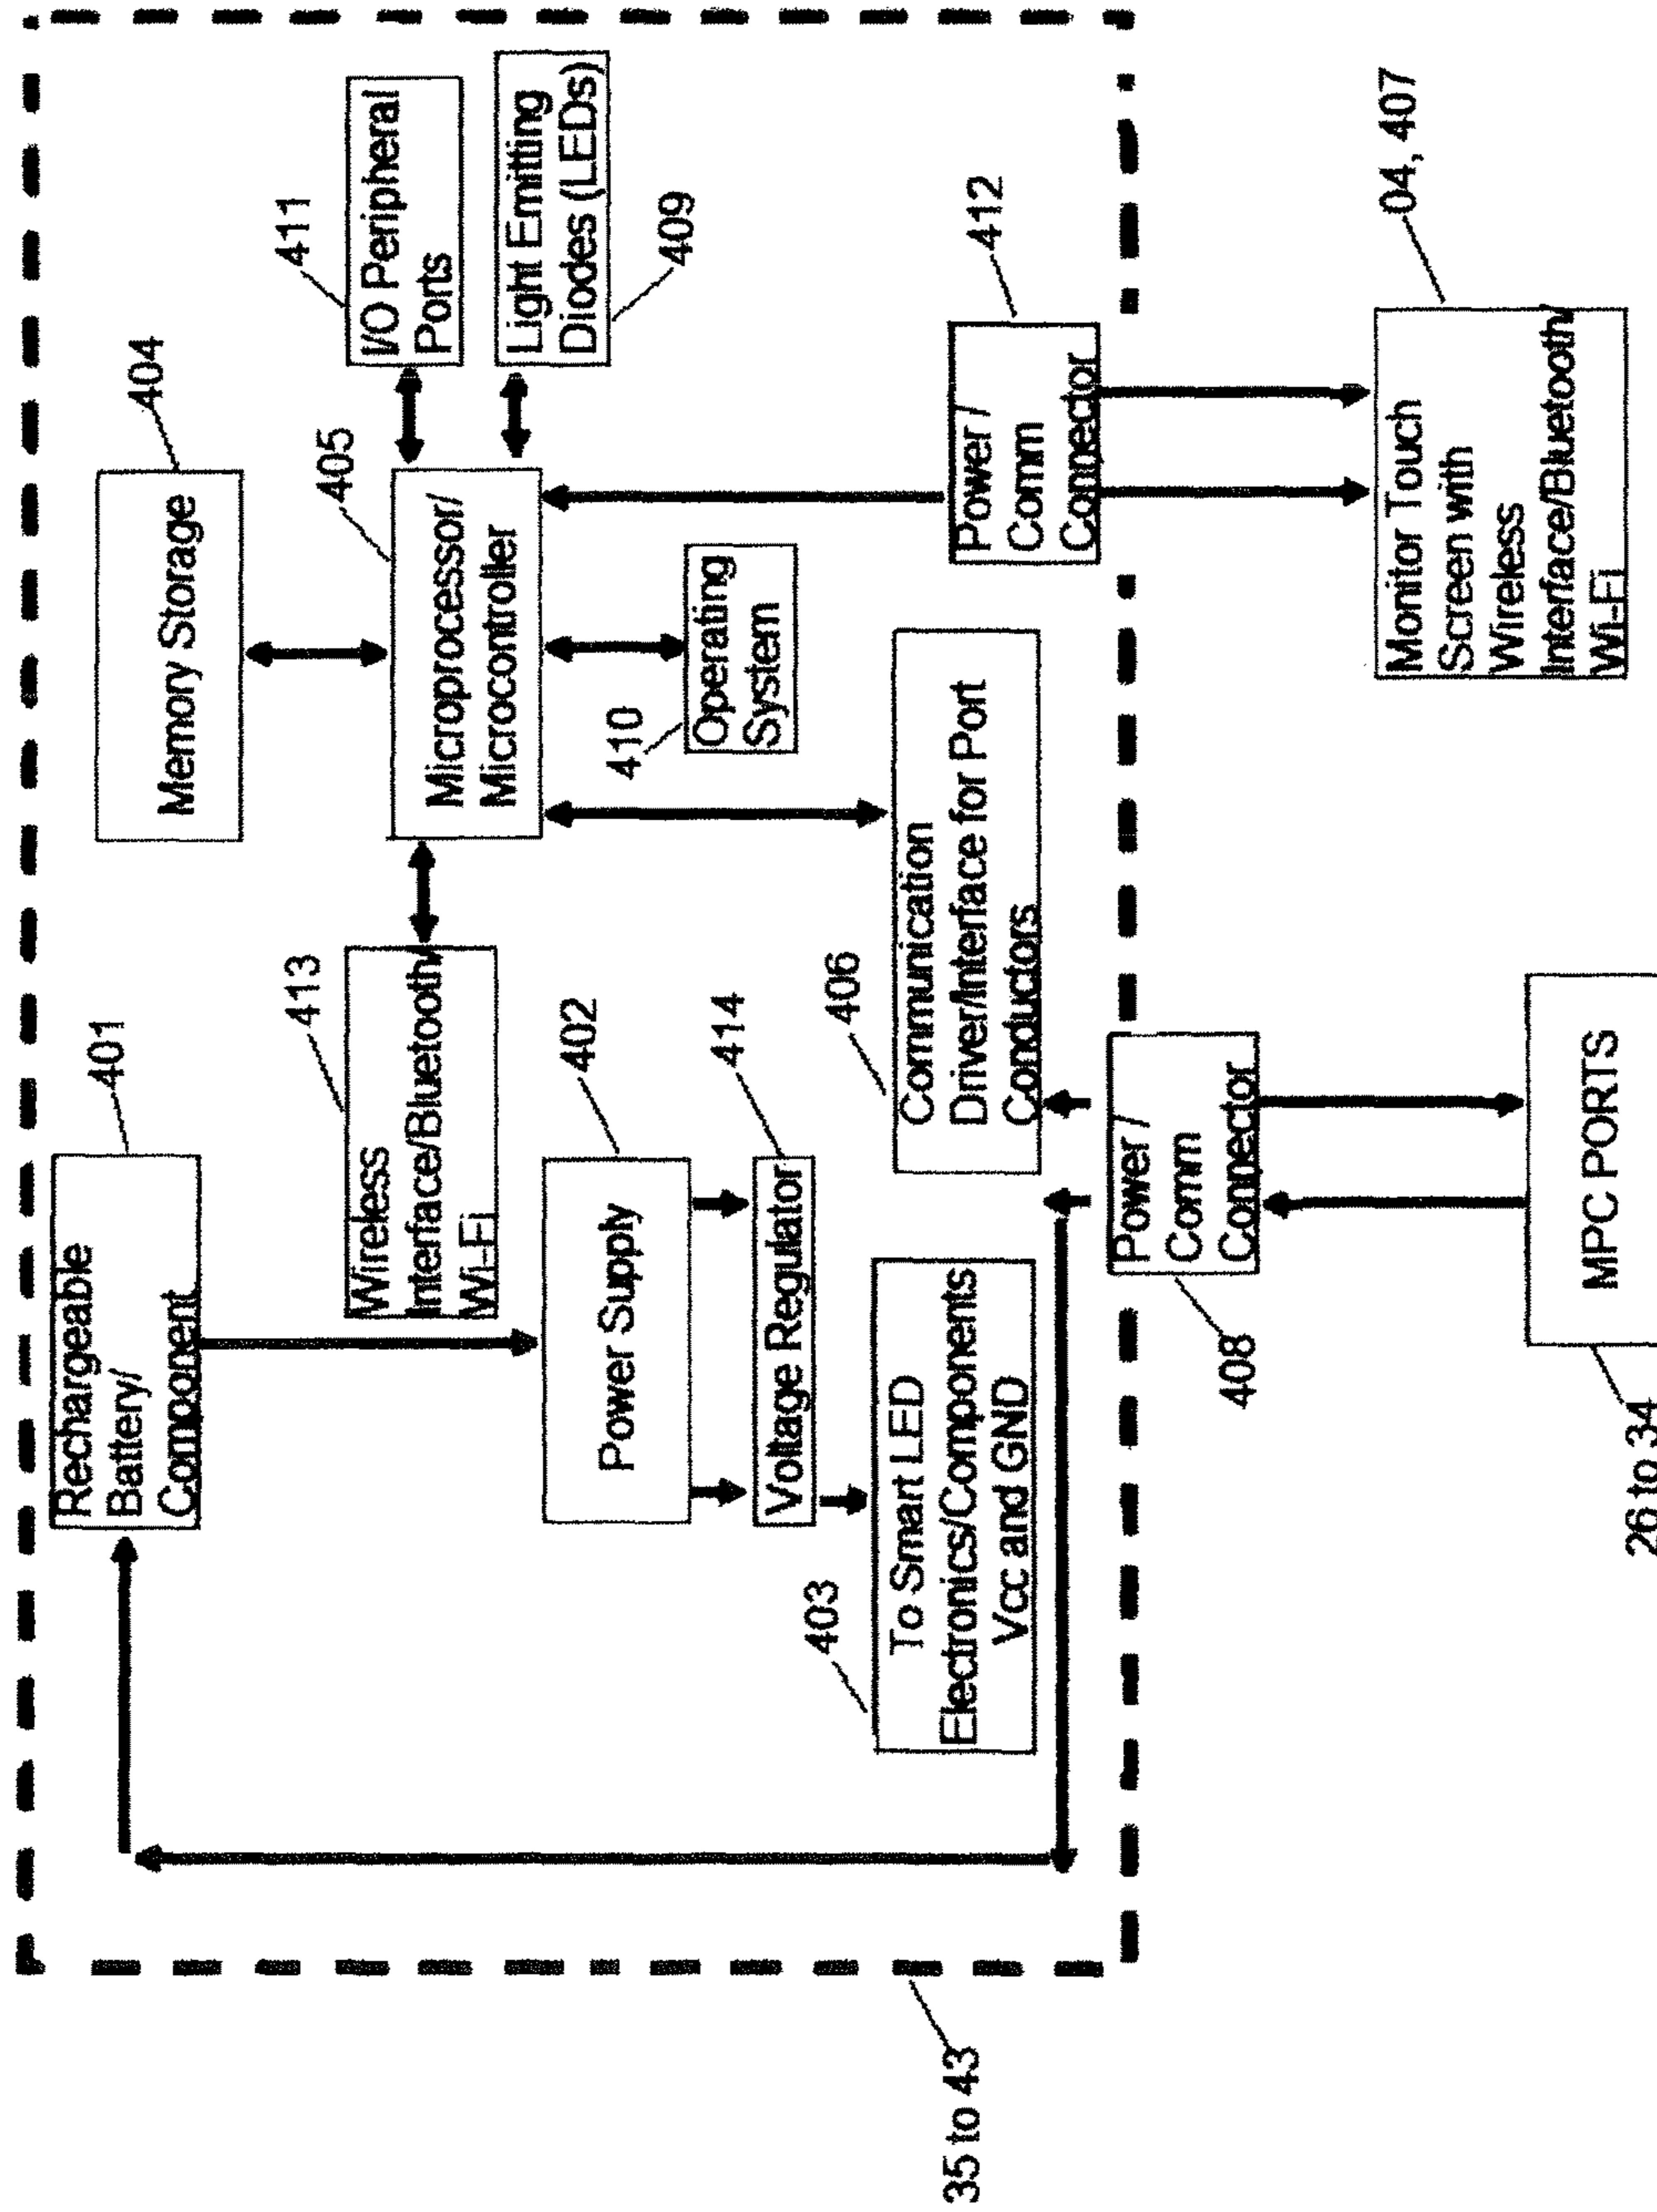 401
Rechargeable
Battery/
Component
404
Memory Storage
413
Wireless
Interface/Bluetooth/
Wi-Fi
405
Microprocessor/
Microcontroller
411
I/O Peripheral
Ports
Light Emitting
Diodes (LEDs)
409
402
Power Supply
414
Voltage Regulator
410
Operating
System
403
To Smart LED
Electronics/Components
Vcc and GND
406
Communication
Driver/Interface for Port
Conductors
412
Power /
Comm
Connector
35 to 43
408
Power /
Comm
Connector
04, 407
Monitor Touch
Screen with
Wireless
Interface/Bluetooth/
Wi-Fi
MPC PORTS
26 to 34